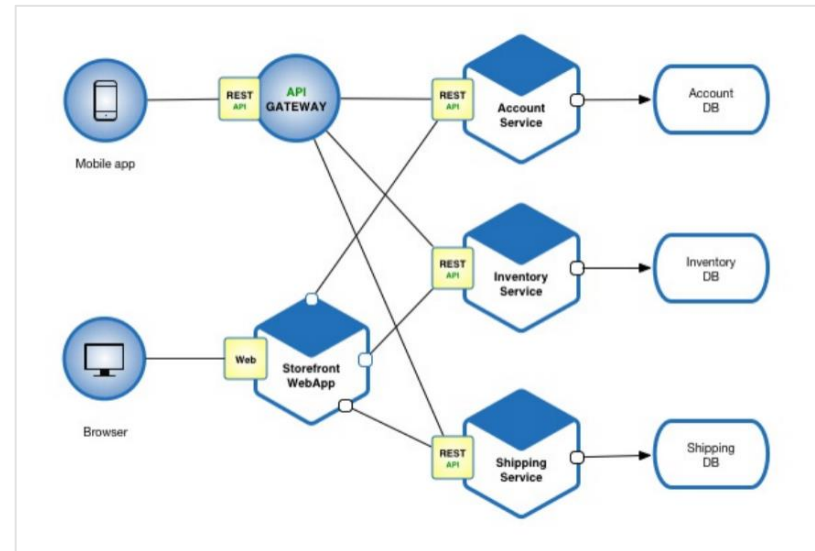 REST
API
API
GATEWAY
REST
API
Account
Service
Account
DB
Mobile app
REST
API
Inventory
Service
Inventory
DB
Web
Storefront
WebApp
Browser
REST
API
Shipping
Service
Shipping
DB